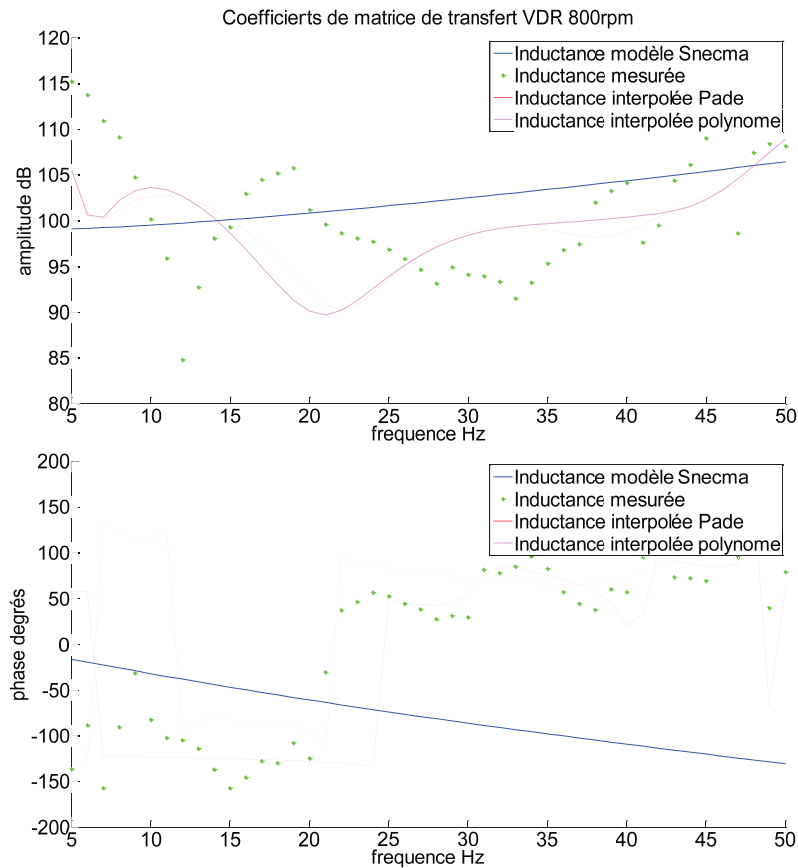 Coefficierts de matrice de transfert VDR 800rpm
120
115
110
105
100
95
90
85
80
amplitude dB
Inductance modèle Snecma
Inductance mesurée
Inductance interpolée Pade
Inductance interpolée polynome
5 10 15 20 25 30 35 40 45 50
frequence Hz
200
150
100
50
0
-50
-100
-150
-200
phase degrés
Inductance modèle Snecma
Inductance mesurée
Inductance interpolée Pade
Inductance interpolée polynome
5 10 15 20 25 30 35 40 45 50
frequence Hz